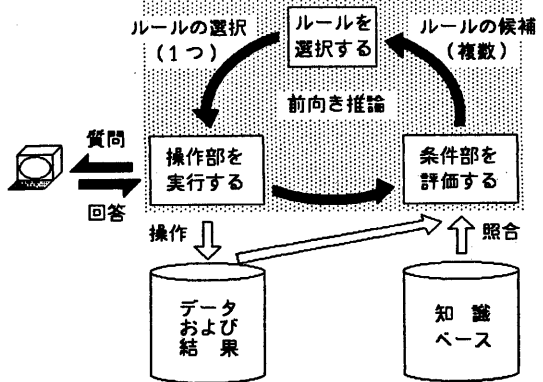 ルールの選択
(1つ)
ルールを
選択する
ルールの候補
(複数)
前向き推論
質問
回答
操作部を
実行する
条件部を
評価する
操作
照合
データ
および
結 果
知 識
ベース